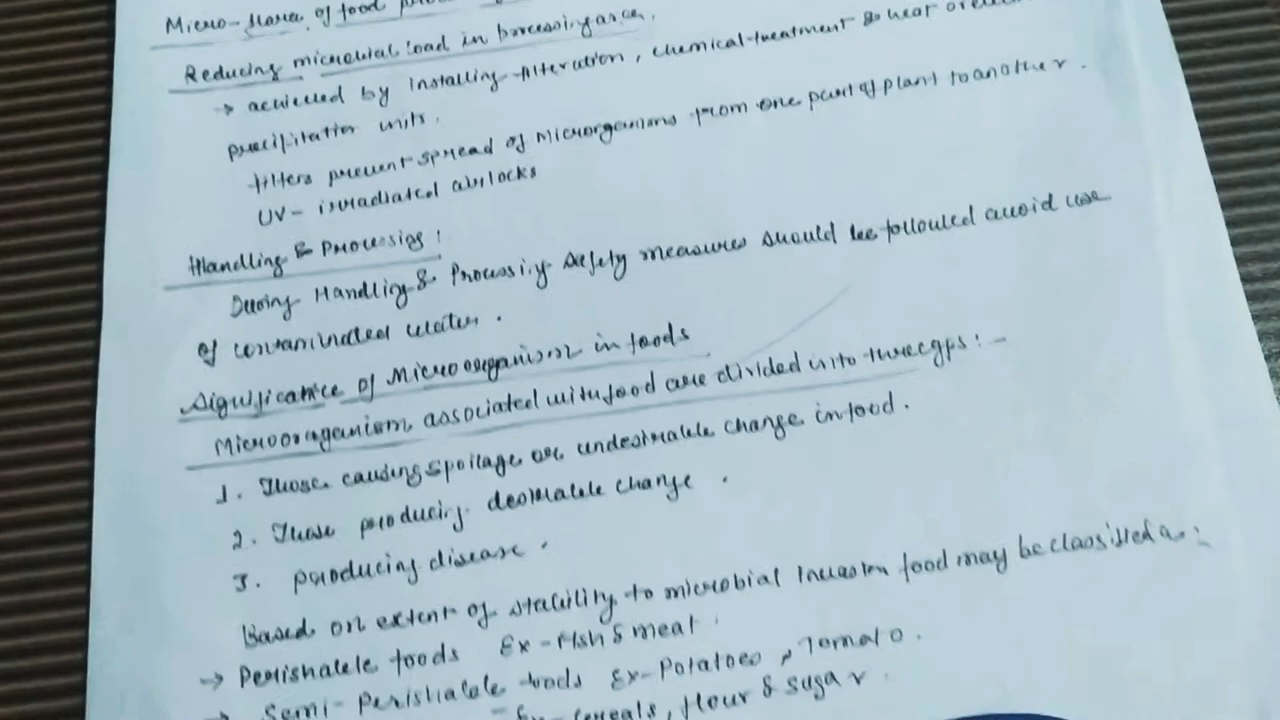 Micro-flora of food
Reducing microbial load in processing area.
→ achieved by installing filteration, chemical-treatment & heat or
precipitation units.
filters prevent spread of microorganisms from one part of plant to another.
UV- irradiated airlocks
Handling & Processing:
During Handling & Processing safety measures should be followed avoid use
of contaminated water.
Significance of Microorganism in foods
Microorganism associated with food are divided into three gps:-
1. Those causing spoilage or undesirable change in food.
2. Those producing desirable change.
3. producing disease.
Based on extent of stability to microbial invasion food may be classified as:
→ Perishable foods Ex-fish & meat.
→ Semi-Perishable foods Ex-Potatoes, Tomato.
cereals, flour & sugar.